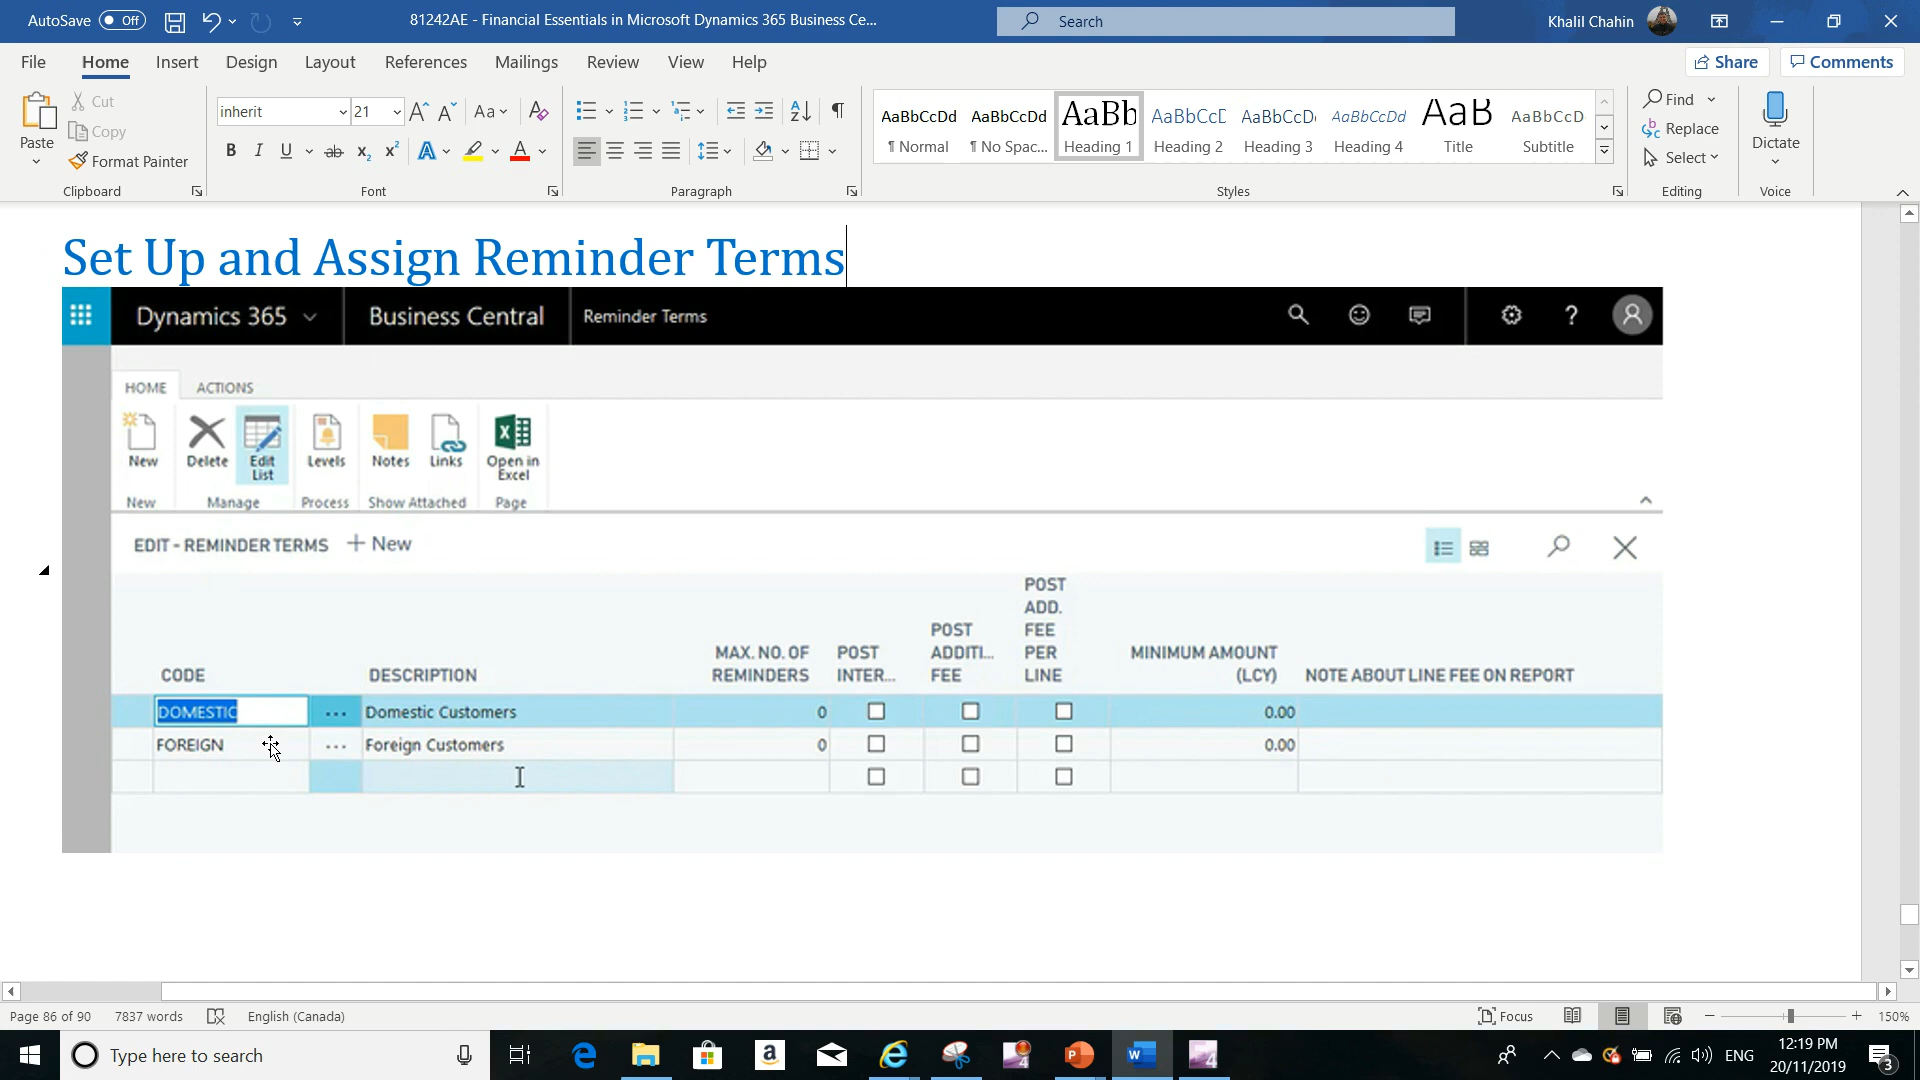 AutoSave Off
81242AE - Financial Essentials in Microsoft Dynamics 365 Business Ce...
Search
Khalil Chahin
File Home Insert Design Layout References Mailings Review View Help
Share Comments
Paste
Cut
Copy
Format Painter
Clipboard
inherit 21
Font
Paragraph
AaBbCcDd AaBbCcDd AaBb AaBbCcD AaBbCcD AaBbCcDd AaB AaBbCcD
¶ Normal ¶ No Spac... Heading 1 Heading 2 Heading 3 Heading 4 Title Subtitle
Styles
Find
Replace
Select
Editing
Dictate
Voice
Set Up and Assign Reminder Terms
Dynamics 365 Business Central Reminder Terms
HOME ACTIONS
New Delete Edit List Levels Notes Links Open in Excel
New Manage Process Show Attached Page
EDIT - REMINDER TERMS + New
CODE DESCRIPTION MAX. NO. OF REMINDERS POST INTER... POST ADDITI... FEE POST ADD. FEE PER LINE MINIMUM AMOUNT (LCY) NOTE ABOUT LINE FEE ON REPORT
DOMESTIC ... Domestic Customers 0 0.00
FOREIGN ... Foreign Customers 0 0.00
Page 86 of 90 7837 words English (Canada) Focus 150%
Type here to search
ENG
12:19 PM
20/11/2019
3